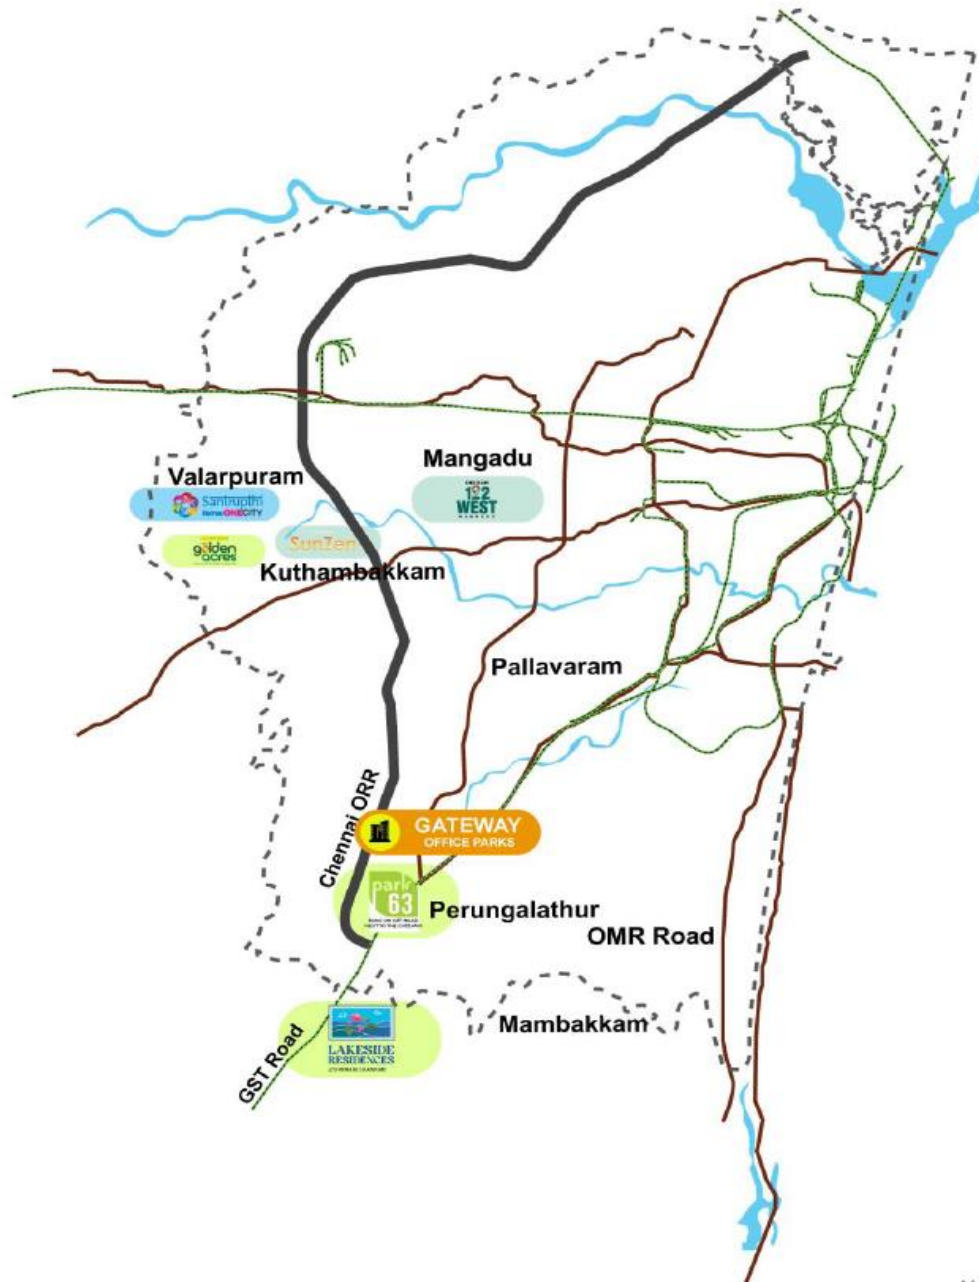 Valarpuram
Mangadu
Santrupthi
ONECITY
122
WEST
golden
acres
SunZen
Kuthambakkam
Pallavaram
Chennai ORR
GATEWAY
OFFICE PARKS
park
63
Perungalathur
OMR Road
Mambakkam
GST Road
LAKESIDE
RESIDENCES